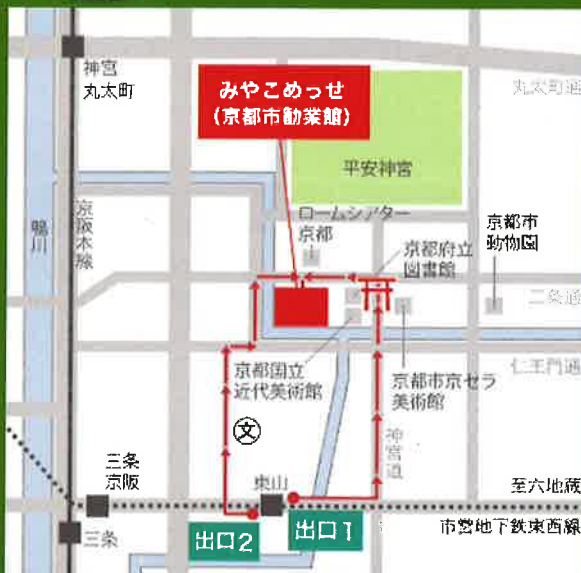 神宮
丸太町
みやこめっせ
(京都市勧業館)
丸太町通
平安神宮
鴨川
京阪本線
ロームシアター
京都
京都府立
図書館
京都市
動物園
二条通
京都国立
近代美術館
京都市京セラ
美術館
仁王門通
神宮道
文
三条
京阪
東山
至六地蔵
三条
出口2
出口1
市営地下鉄東西線